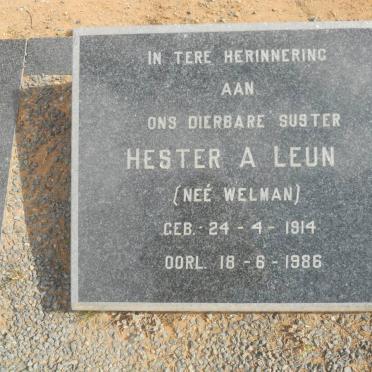 IN TERE HERINNERING
AAN
ONS DIERBARE SUSTER
HESTER A LEUN
(NEÉ WELMAN)
GEB. 24 - 4 - 1914
OORL. 18 - 6 - 1986